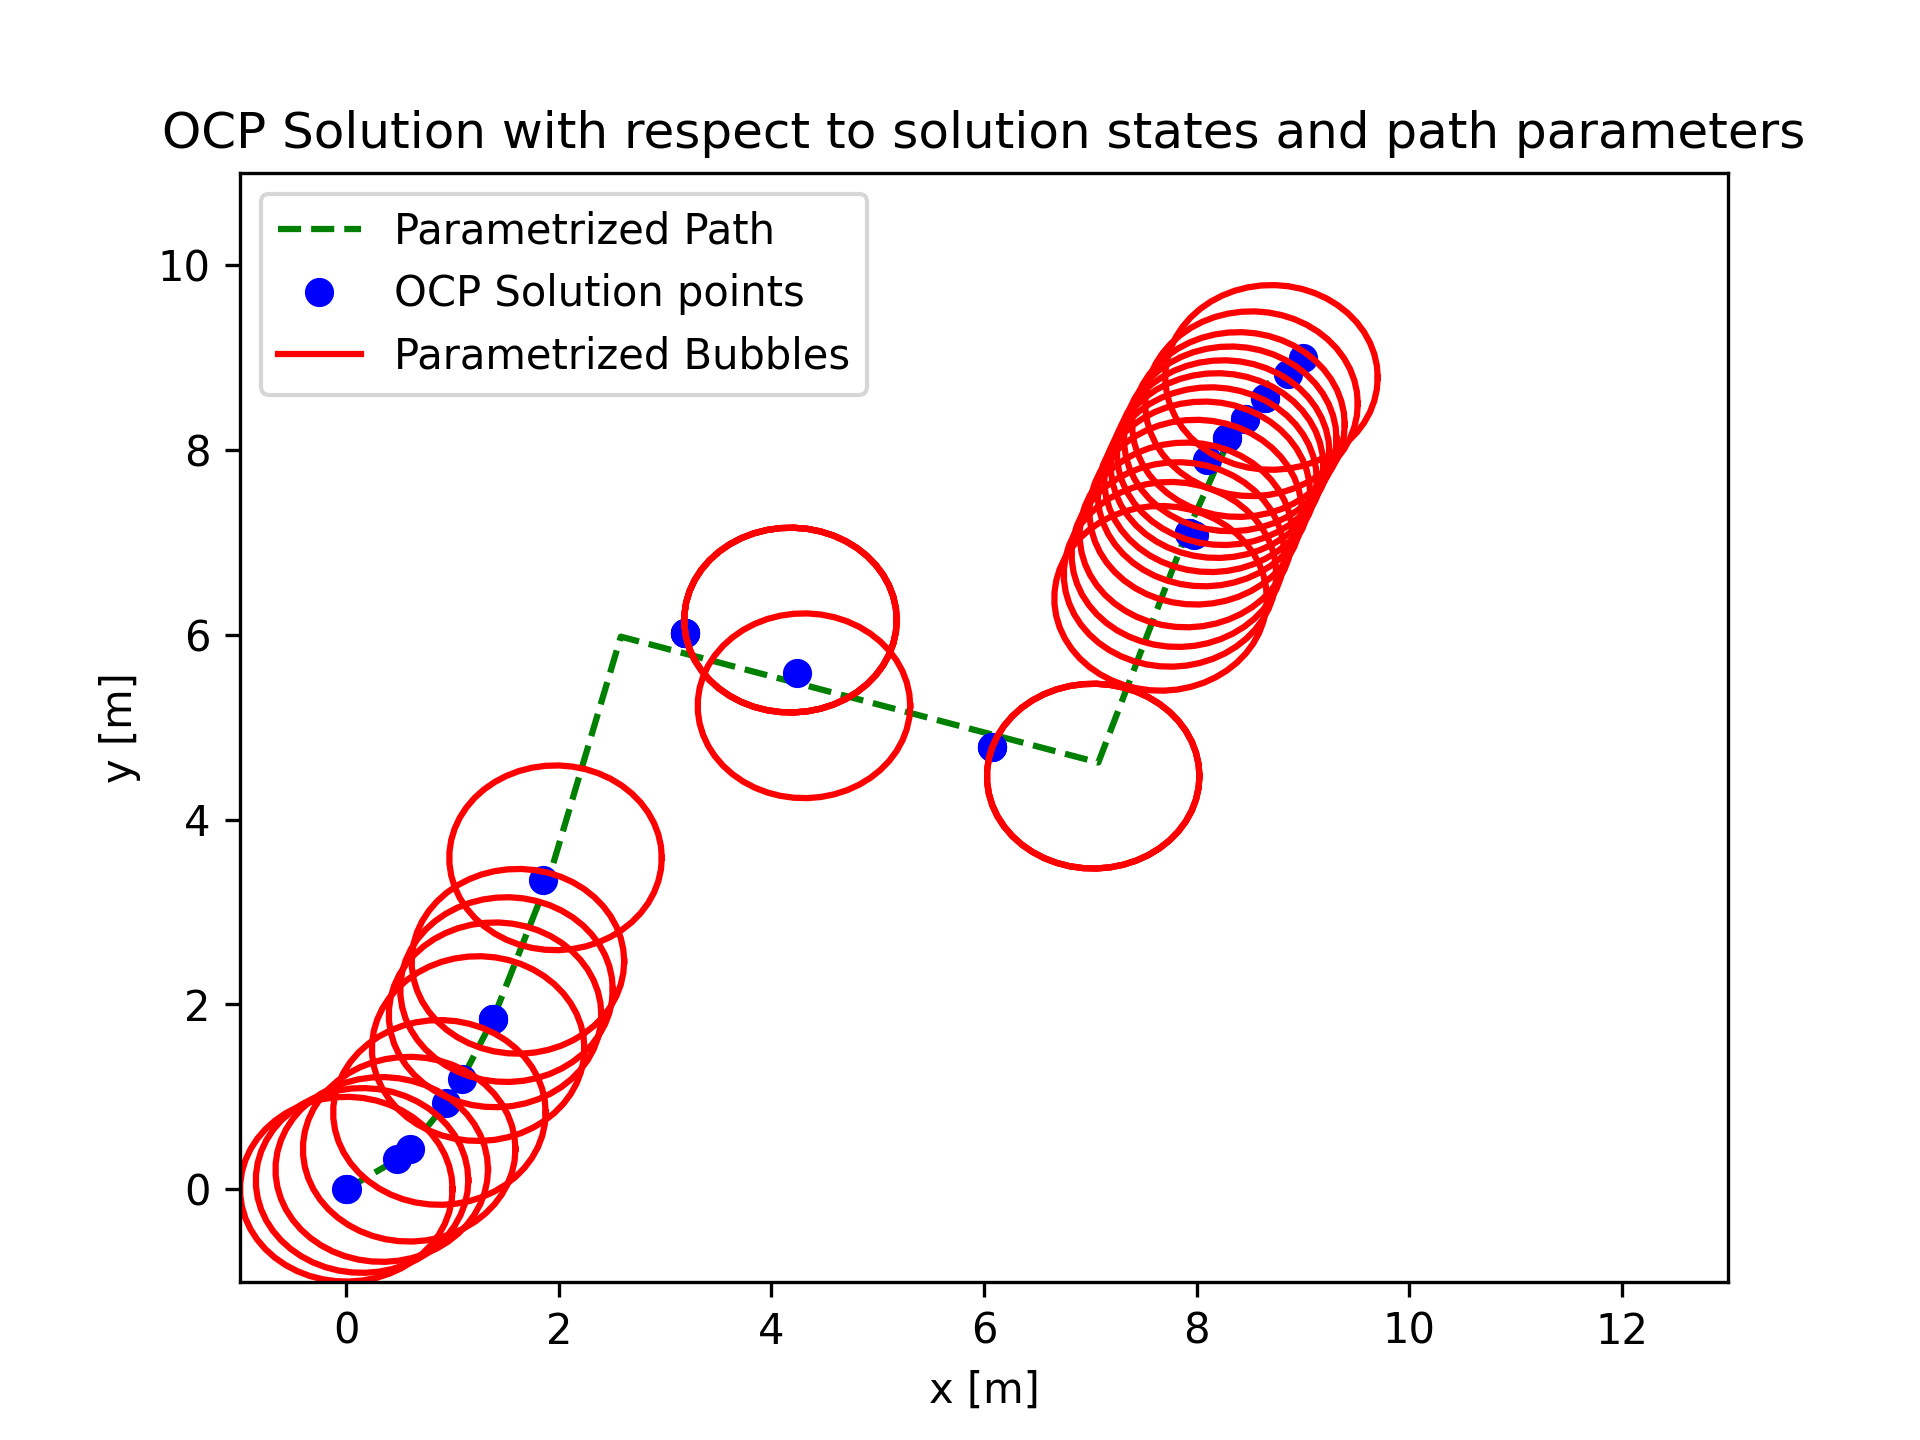 OCP Solution with respect to solution states and path parameters
Parametrized Path
OCP Solution points
Parametrized Bubbles
10
8
6
4
2
0
y [m]
0 2 4 6 8 10 12
x [m]